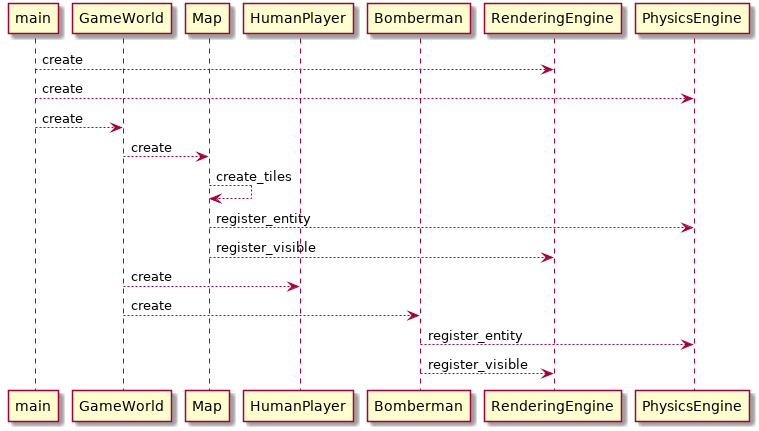 main GameWorld Map HumanPlayer Bomberman RenderingEngine PhysicsEngine
create
create
create
create
create_tiles
register_entity
register_visible
create
create
register_entity
register_visible
main GameWorld Map HumanPlayer Bomberman RenderingEngine PhysicsEngine